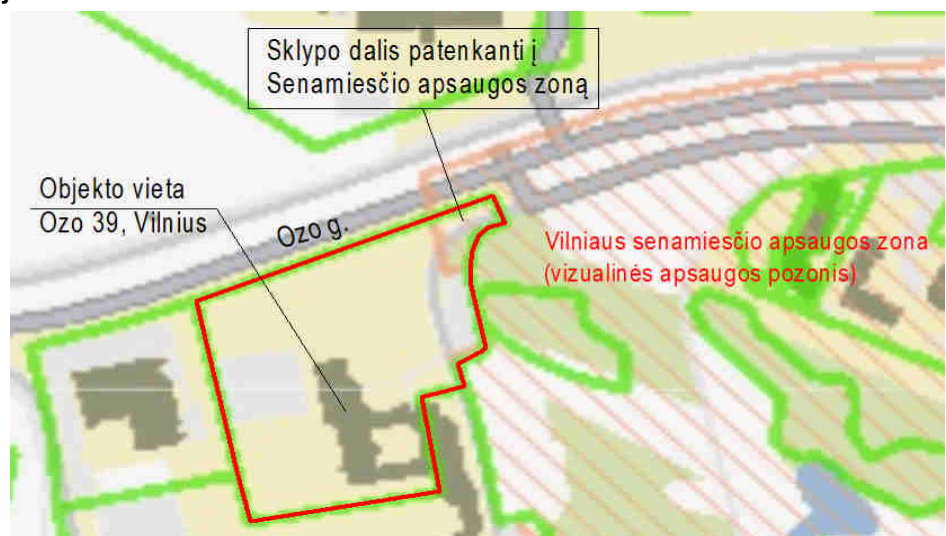 Sklypo dalis patenkanti į
Senamiesčio apsaugos zoną
Objekto vieta
Ozo 39, Vilnius
Ozo g.
Vilniaus senamiesčio apsaugos zona
(vizualinės apsaugos pozonis)